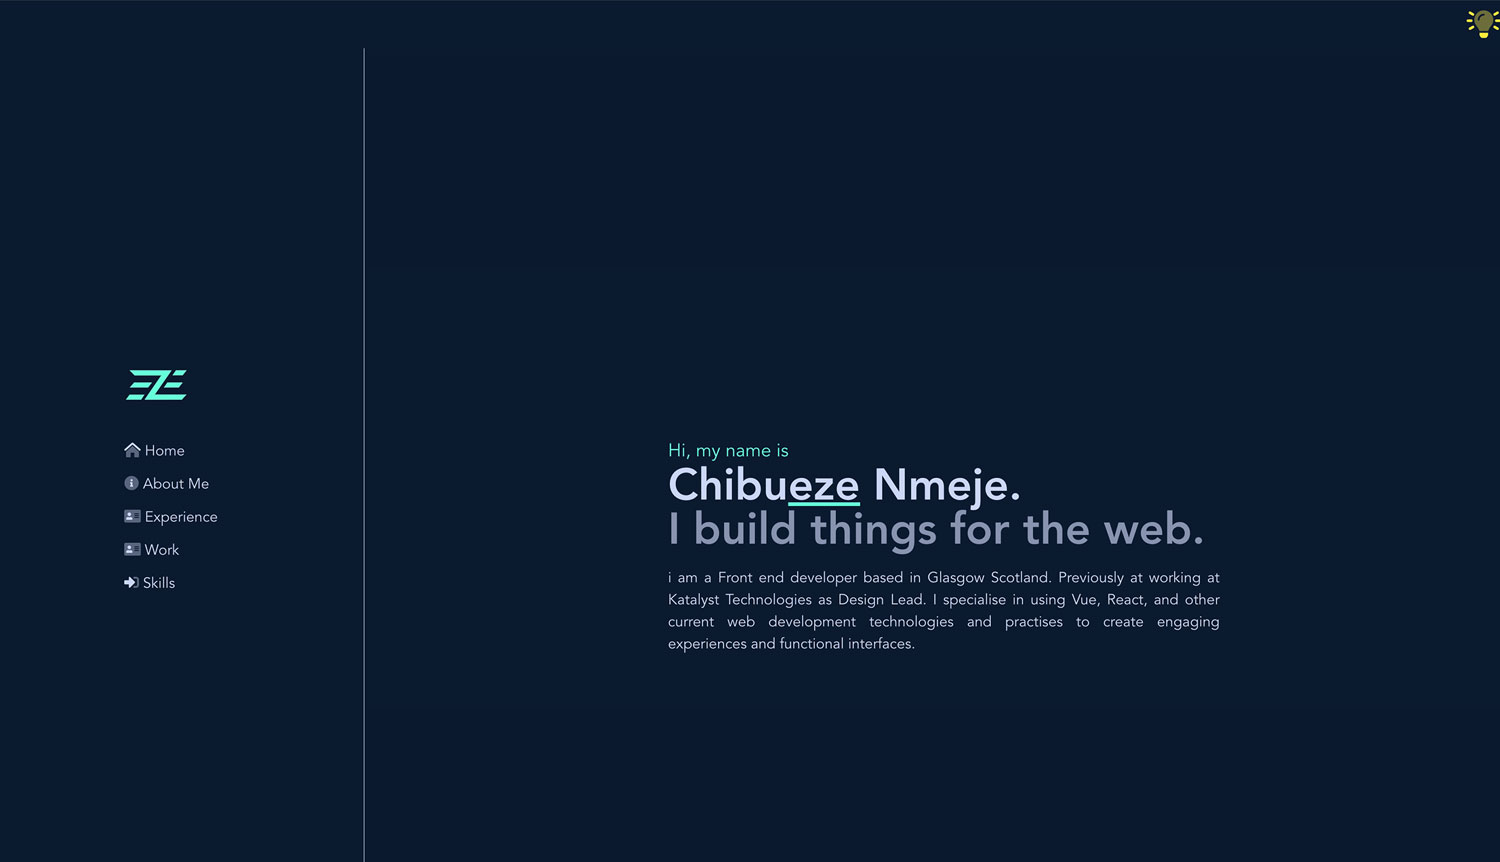 EZE
Home
About Me
Experience
Work
Skills
Hi, my name is
Chibueze Nmeje.
I build things for the web.
i am a Front end developer based in Glasgow Scotland. Previously at working at
Katalyst Technologies as Design Lead. I specialise in using Vue, React, and other
current web development technologies and practises to create engaging
experiences and functional interfaces.